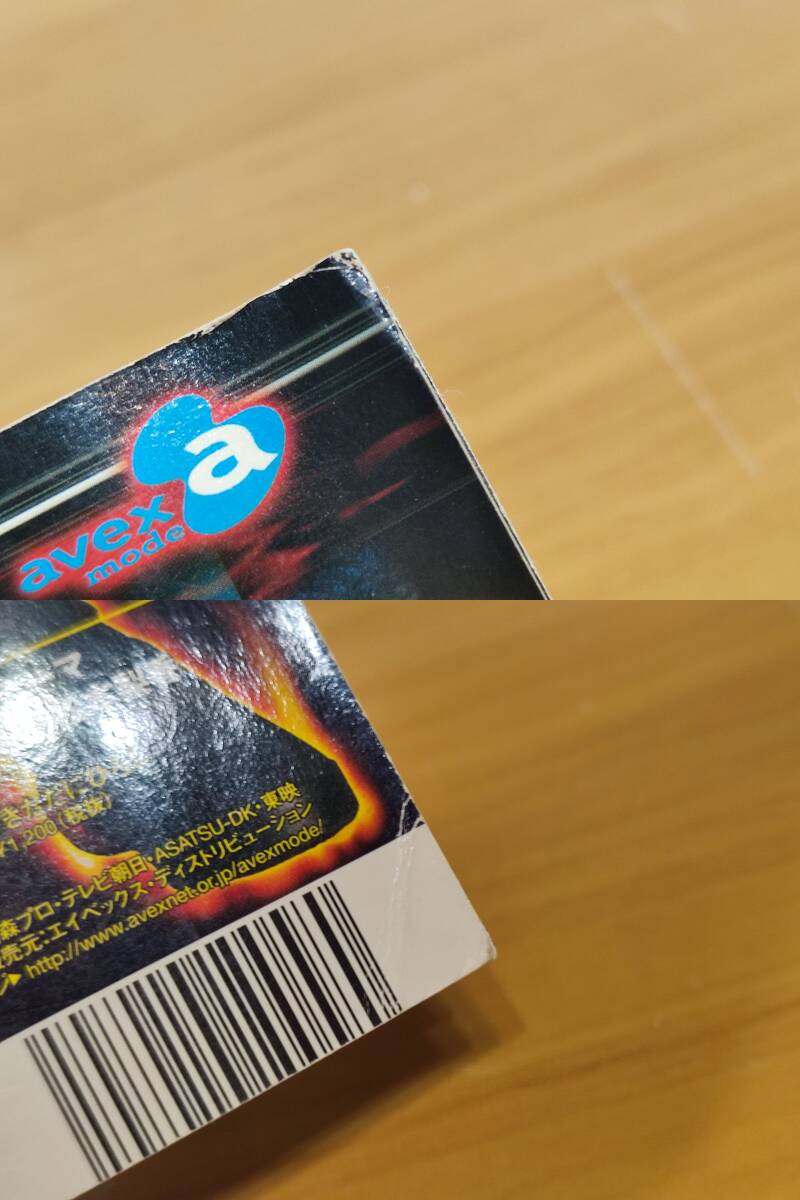 a
avex
mode
マ
きただにひろし
¥1,200(税抜)
森プロ・テレビ朝日・ASATSU-DK・東映
売元:エイベックス・ディストリビューション
http://www.avexnet.or.jp/avexmode/